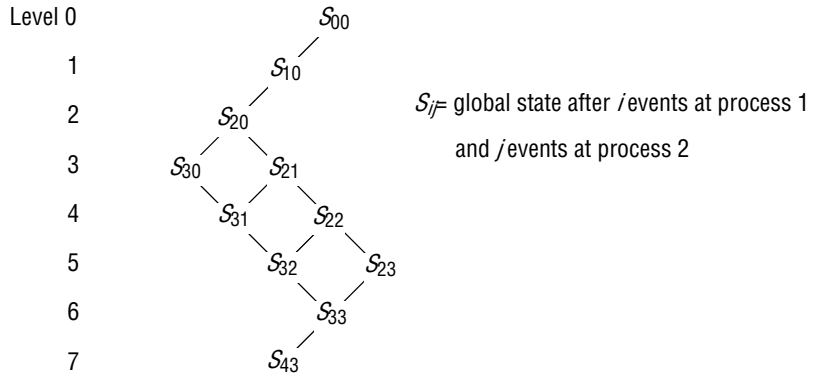 Level 0 S00
1 S10
2 S20
3 S30 S21
4 S31 S22
5 S32 S23
6 S33
7 S43
Sij= global state after i events at process 1
and j events at process 2